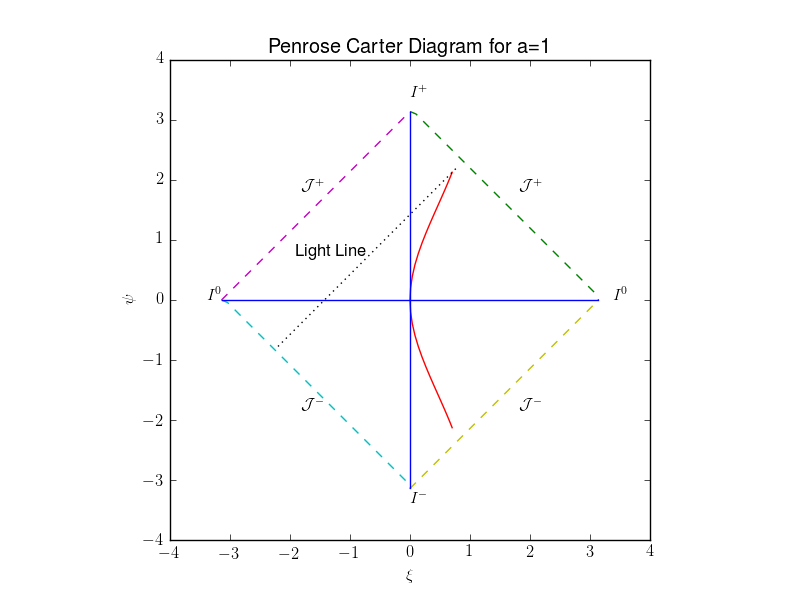 Penrose Carter Diagram for a=1
4
I⁺
3
𝒥⁺
𝒥⁺
2
Light Line
1
I⁰
I⁰
0
ψ
−1
𝒥⁻
𝒥⁻
−2
−3
I⁻
−4
−4 −3 −2 −1 0 1 2 3 4
ξ